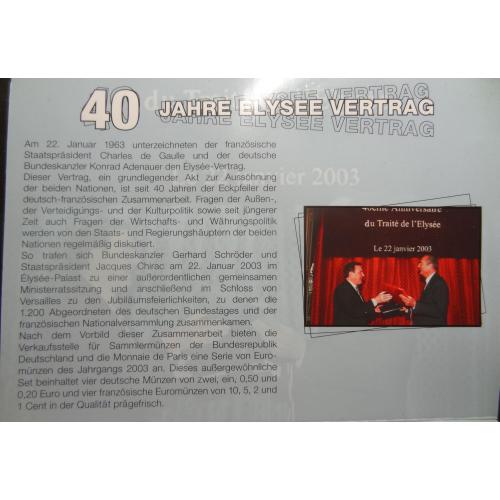 40 JAHRE ELYSEE VERTRAG
Am 22. Januar 1963 unterzeichneten der französische
Staatspräsident Charles de Gaulle und der deutsche
Bundeskanzler Konrad Adenauer den Élysée-Vertrag.
Dieser Vertrag, ein grundlegender Akt zur Aussöhnung
der beiden Nationen, ist seit 40 Jahren der Eckpfeiler der
deutsch-französischen Zusammenarbeit. Fragen der Außen-,
der Verteidigungs- und der Kulturpolitik sowie seit jüngerer
Zeit auch Fragen der Wirtschafts- und Währungspolitik
werden von den Staats- und Regierungshäuptern der beiden
Nationen regelmäßig diskutiert.
So trafen sich Bundeskanzler Gerhard Schröder und
Staatspräsident Jacques Chirac am 22. Januar 2003 im
Élysée-Palast zu einer außerordentlichen gemeinsamen
Ministerratssitzung und anschließend im Schloss von
Versailles zu den Jubiläumsfeierlichkeiten, zu denen die
1.200 Abgeordneten des deutschen Bundestages und der
französischen Nationalversammlung zusammenkamen.
Nach dem Vorbild dieser Zusammenarbeit bieten die
Verkaufsstelle für Sammlermünzen der Bundesrepublik
Deutschland und die Monnaie de Paris eine Serie von Euro-
münzen des Jahrgangs 2003 an. Dieses außergewöhnliche
Set beinhaltet vier deutsche Münzen von zwei, ein, 0,50 und
0,20 Euro und vier französische Euromünzen von 10, 5, 2 und
1 Cent in der Qualität prägefrisch.
40ème Anniversaire
du Traité de l'Elysée
Le 22 janvier 2003